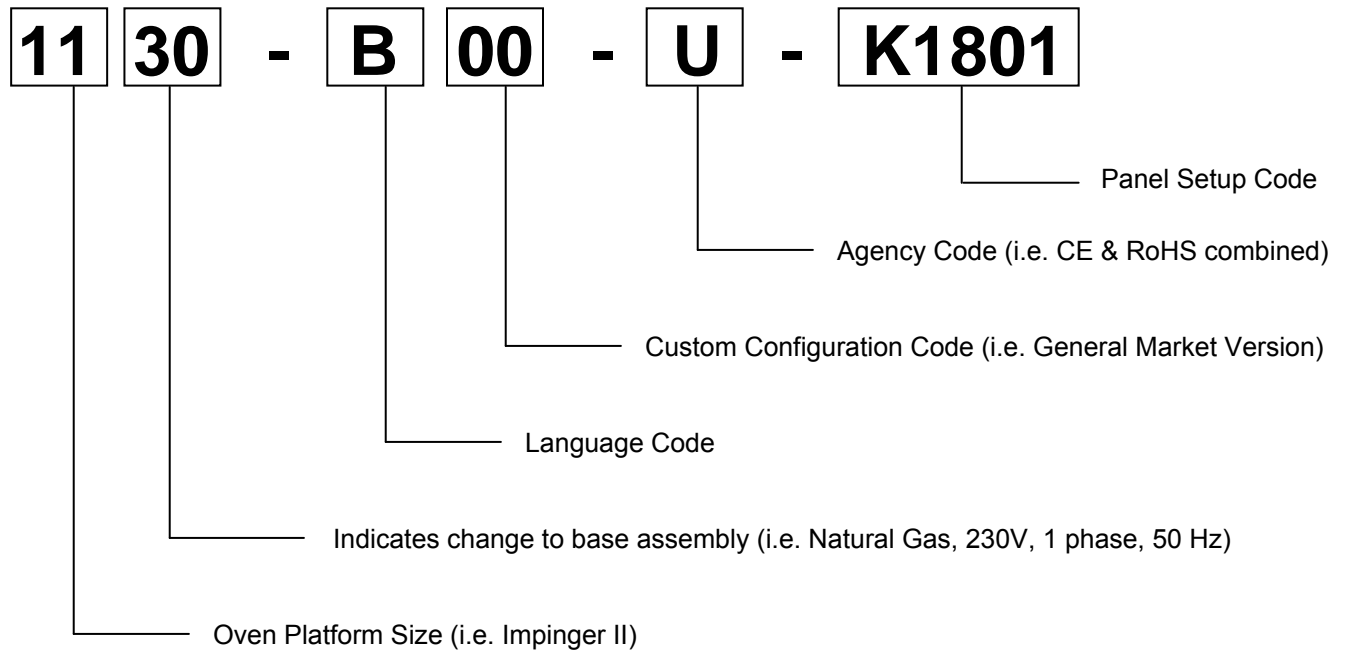 11 30 - B 00 - U - K1801
Panel Setup Code
Agency Code (i.e. CE & RoHS combined)
Custom Configuration Code (i.e. General Market Version)
Language Code
Indicates change to base assembly (i.e. Natural Gas, 230V, 1 phase, 50 Hz)
Oven Platform Size (i.e. Impinger II)